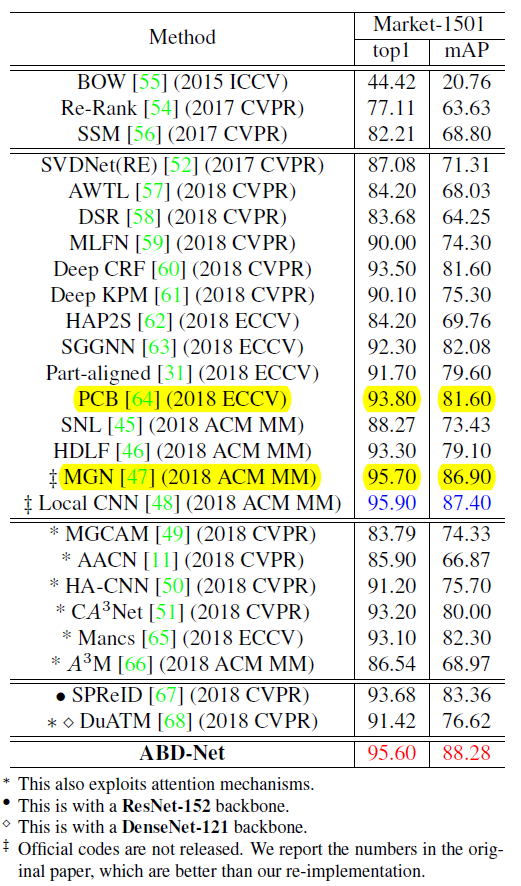 Method Market-1501
top1 mAP
BOW [55] (2015 ICCV) 44.42 20.76
Re-Rank [54] (2017 CVPR) 77.11 63.63
SSM [56] (2017 CVPR) 82.21 68.80
SVDNet(RE) [52] (2017 CVPR) 87.08 71.31
AWTL [57] (2018 CVPR) 84.20 68.03
DSR [58] (2018 CVPR) 83.68 64.25
MLFN [59] (2018 CVPR) 90.00 74.30
Deep CRF [60] (2018 CVPR) 93.50 81.60
Deep KPM [61] (2018 CVPR) 90.10 75.30
HAP2S [62] (2018 ECCV) 84.20 69.76
SGGNN [63] (2018 ECCV) 92.30 82.08
Part-aligned [31] (2018 ECCV) 91.70 79.60
PCB [64] (2018 ECCV) 93.80 81.60
SNL [45] (2018 ACM MM) 88.27 73.43
HDLF [46] (2018 ACM MM) 93.30 79.10
‡ MGN [47] (2018 ACM MM) 95.70 86.90
‡ Local CNN [48] (2018 ACM MM) 95.90 87.40
* MGCAM [49] (2018 CVPR) 83.79 74.33
* AACN [11] (2018 CVPR) 85.90 66.87
* HA-CNN [50] (2018 CVPR) 91.20 75.70
* CA³Net [51] (2018 CVPR) 93.20 80.00
* Mancs [65] (2018 ECCV) 93.10 82.30
* A³M [66] (2018 ACM MM) 86.54 68.97
● SPReID [67] (2018 CVPR) 93.68 83.36
* ⋄ DuATM [68] (2018 CVPR) 91.42 76.62
ABD-Net 95.60 88.28
* This also exploits attention mechanisms.
● This is with a ResNet-152 backbone.
⋄ This is with a DenseNet-121 backbone.
‡ Official codes are not released. We report the numbers in the orig-
inal paper, which are better than our re-implementation.